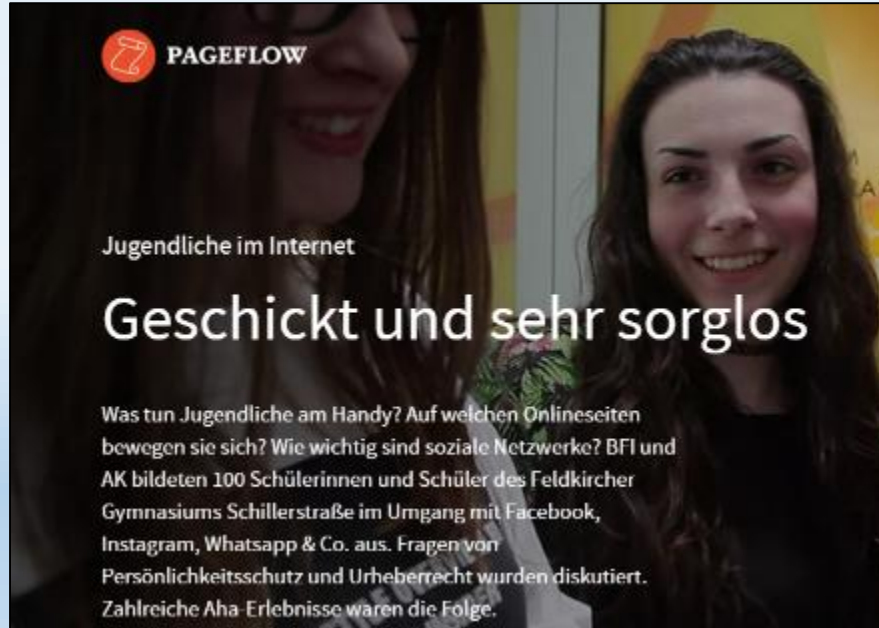 PAGEFLOW
Jugendliche im Internet
Geschickt und sehr sorglos
Was tun Jugendliche am Handy? Auf welchen Onlineseiten
bewegen sie sich? Wie wichtig sind soziale Netzwerke? BFI und
AK bildeten 100 Schülerinnen und Schüler des Feldkircher
Gymnasiums Schillerstraße im Umgang mit Facebook,
Instagram, Whatsapp & Co. aus. Fragen von
Persönlichkeitsschutz und Urheberrecht wurden diskutiert.
Zahlreiche Aha-Erlebnisse waren die Folge.